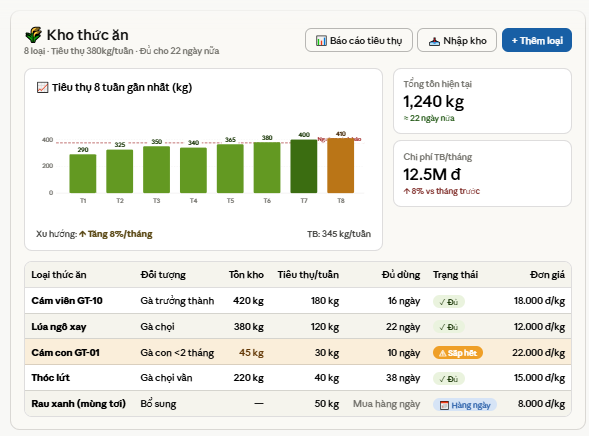 Kho thức ăn
8 loại · Tiêu thụ 380kg/tuần · Đủ cho 22 ngày nữa
Báo cáo tiêu thụ
Nhập kho
+ Thêm loại
Tiêu thụ 8 tuần gần nhất (kg)
400
200
0
290
325
350
340
365
380
400
410
T1
T2
T3
T4
T5
T6
T7
T8
Xu hướng: ↑ Tăng 8%/tháng
TB: 345 kg/tuần
Tổng tồn hiện tại
1,240 kg
≈ 22 ngày nữa
Chi phí TB/tháng
12.5M đ
↑ 8% vs tháng trước
Loại thức ăn Đối tượng Tồn kho Tiêu thụ/tuần Đủ dùng Trạng thái Đơn giá
Cám viên GT-10 Gà trưởng thành 420 kg 180 kg 16 ngày ✓ Đủ 18.000 đ/kg
Lúa ngô xay Gà chọi 380 kg 120 kg 22 ngày ✓ Đủ 12.000 đ/kg
Cám con GT-01 Gà con <2 tháng 45 kg 30 kg 10 ngày ⚠ Sắp hết 22.000 đ/kg
Thóc lứt Gà chọi vần 220 kg 40 kg 38 ngày ✓ Đủ 15.000 đ/kg
Rau xanh (mùng tơi) Bổ sung — 50 kg Mua hàng ngày Hàng ngày 8.000 đ/kg